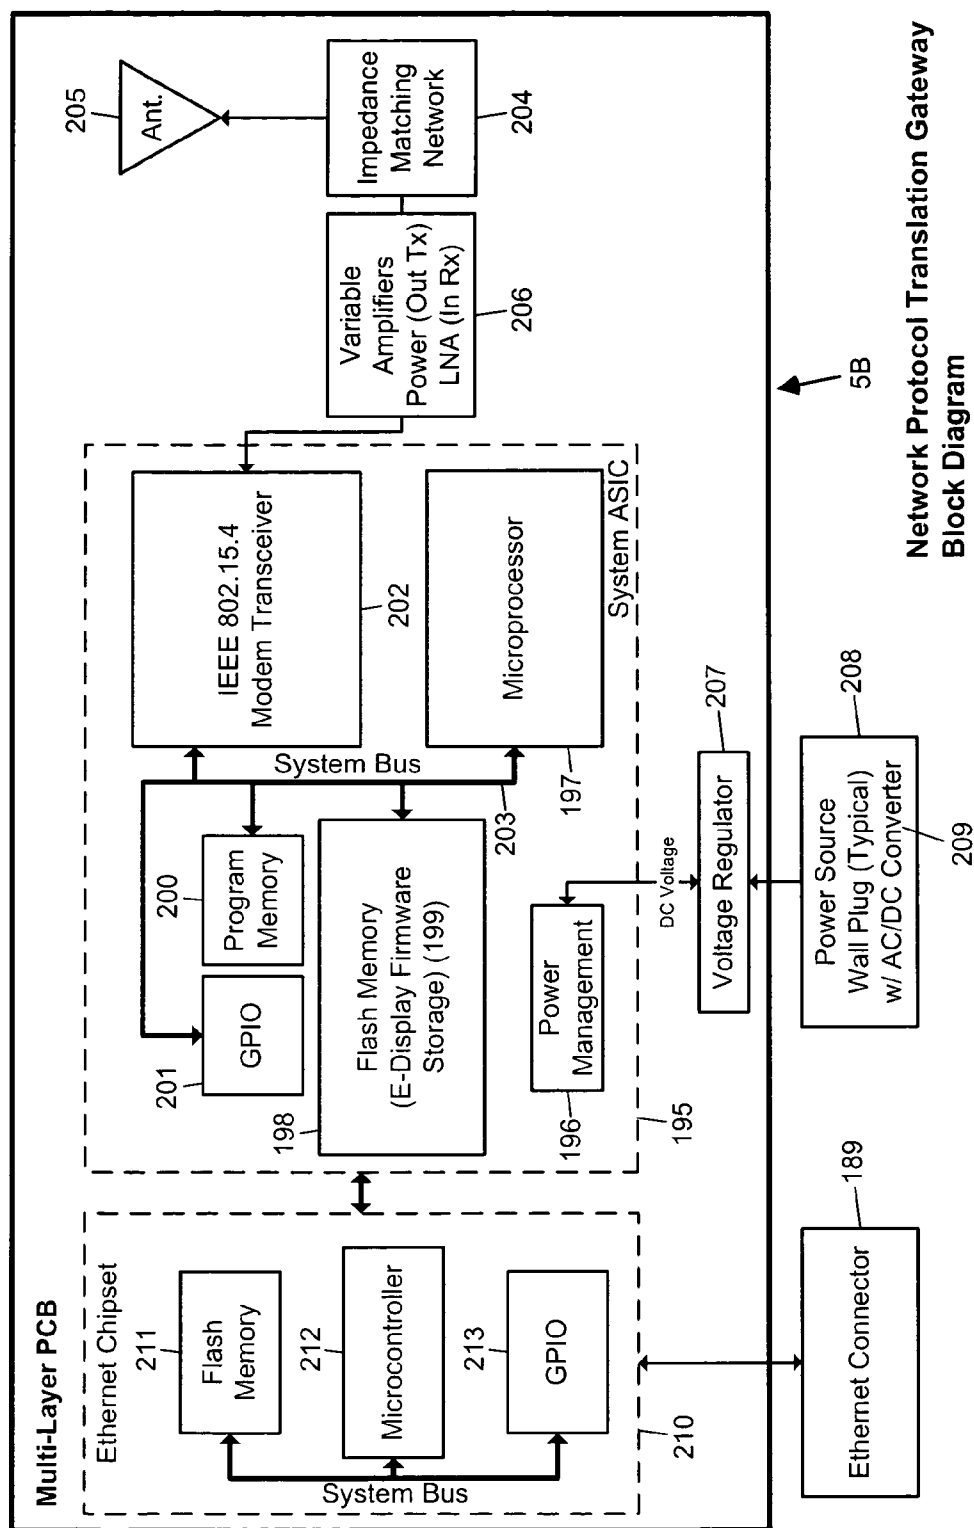 Multi-Layer PCB
Ethernet Chipset
211
Flash
Memory
212
Microcontroller
213
GPIO
System Bus
210
201
GPIO
200
Program
Memory
198
Flash Memory
(E-Display Firmware
Storage) (199)
System Bus
203
IEEE 802.15.4
Modem Transceiver
202
Microprocessor
197
System ASIC
196
Power
Management
195
DC Voltage
205
Ant.
Impedance
Matching
Network
204
Variable
Amplifiers
Power (Out Tx)
LNA (In Rx)
206
Voltage Regulator
207
5B
Ethernet Connector
189
Power Source
Wall Plug (Typical)
w/ AC/DC Converter
208
209
Network Protocol Translation Gateway
Block Diagram